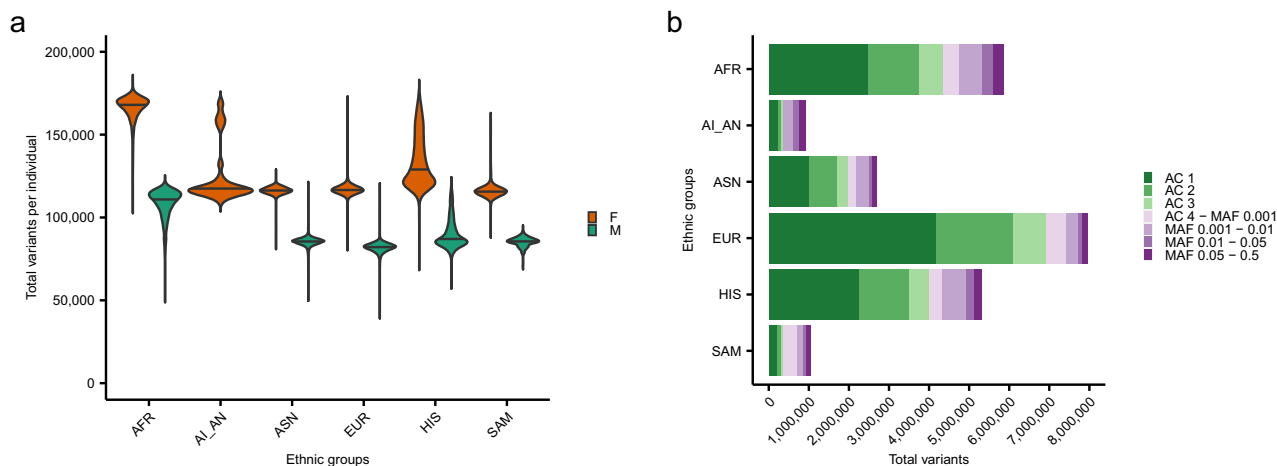 a
200,000
150,000
100,000
50,000
0
Total variants per individual
AFR
AI_AN
ASN
EUR
HIS
SAM
Ethnic groups
F
M
b
AFR
AI_AN
ASN
EUR
HIS
SAM
Ethnic groups
0
1,000,000
2,000,000
3,000,000
4,000,000
5,000,000
6,000,000
7,000,000
8,000,000
Total variants
AC 1
AC 2
AC 3
AC 4 − MAF 0.001
MAF 0.001 − 0.01
MAF 0.01 − 0.05
MAF 0.05 − 0.5